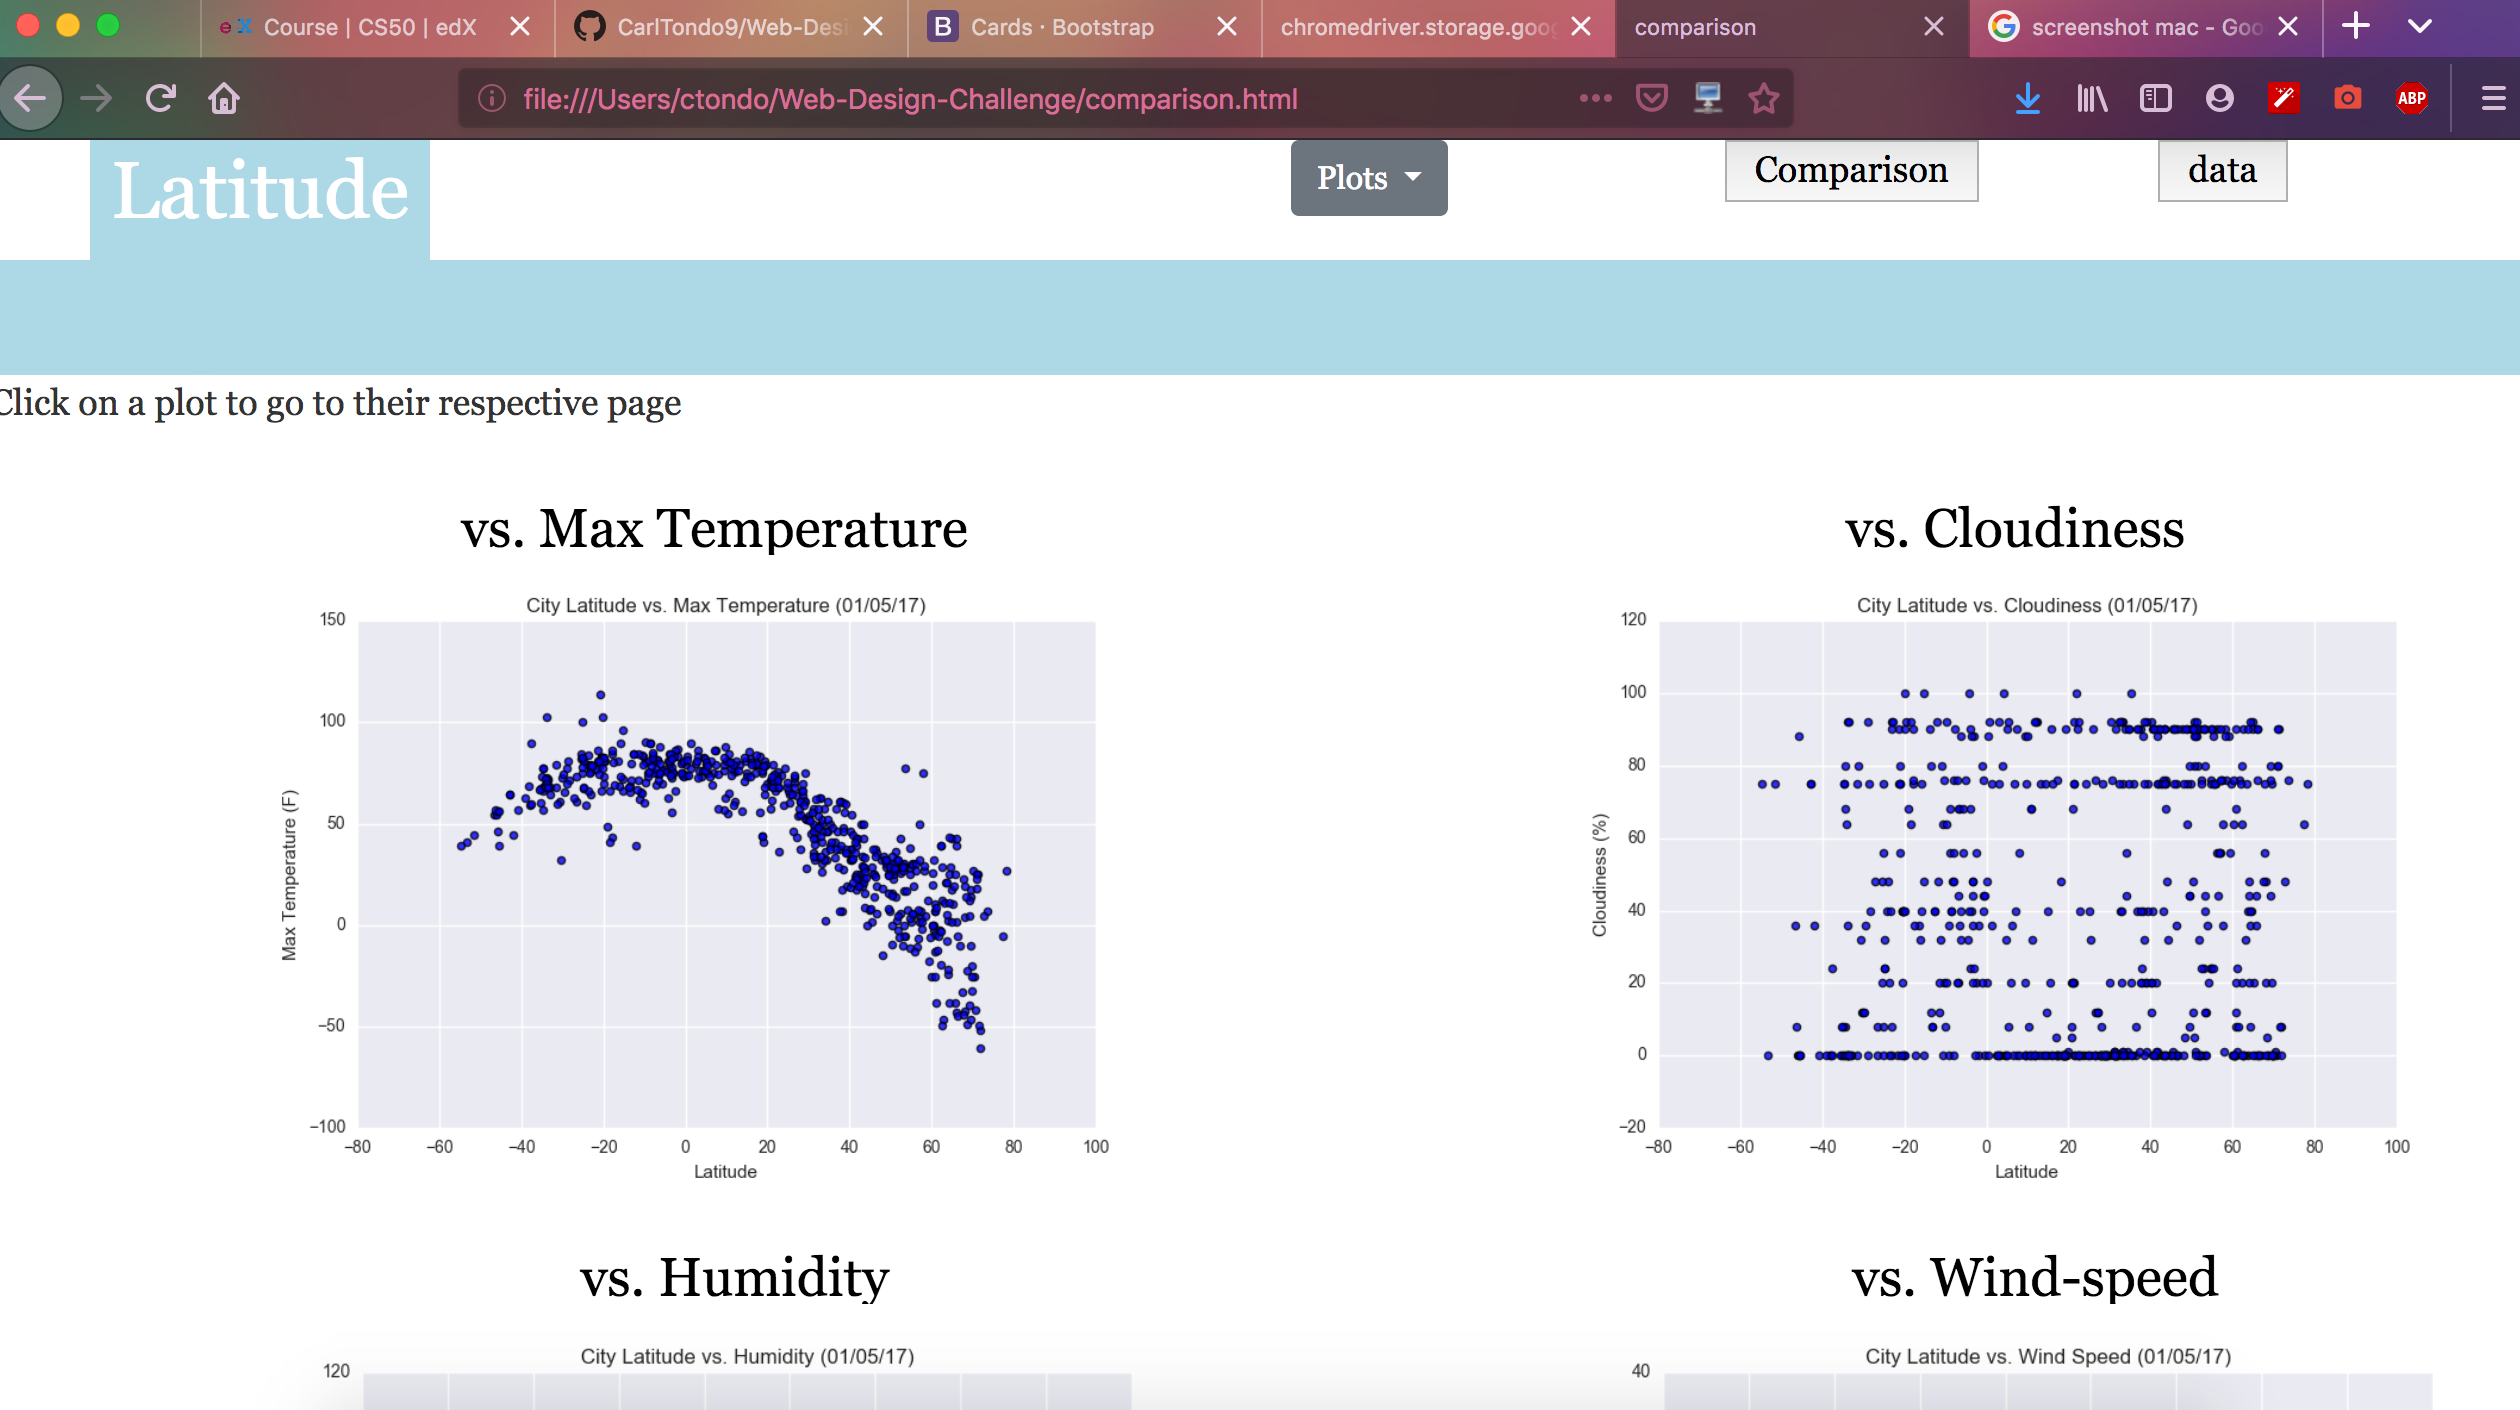 Course | CS50 | edX
CarlTondo9/Web-Desi
B Cards · Bootstrap
chromedriver.storage.goog
comparison
G screenshot mac - Goo
file:///Users/ctondo/Web-Design-Challenge/comparison.html
ABP
Latitude
Plots
Comparison
data
Click on a plot to go to their respective page
vs. Max Temperature
City Latitude vs. Max Temperature (01/05/17)
150
100
50
0
−50
−100
Max Temperature (F)
−80 −60 −40 −20 0 20 40 60 80 100
Latitude
vs. Cloudiness
City Latitude vs. Cloudiness (01/05/17)
120
100
80
60
40
20
0
−20
Cloudiness (%)
−80 −60 −40 −20 0 20 40 60 80 100
Latitude
vs. Humidity
City Latitude vs. Humidity (01/05/17)
120
vs. Wind-speed
City Latitude vs. Wind Speed (01/05/17)
40